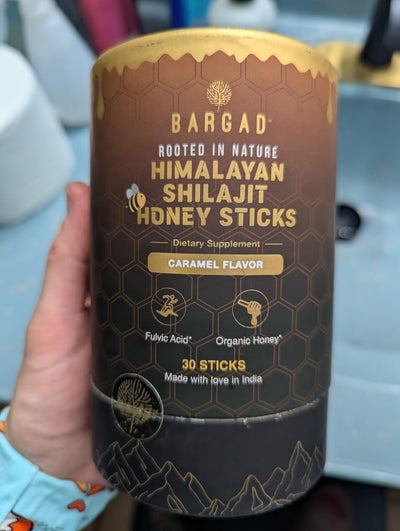 BARGAD™
ROOTED IN NATURE
HIMALAYAN
SHILAJIT
HONEY STICKS
Dietary Supplement
CARAMEL FLAVOR
Fulvic Acid* Organic Honey*
30 STICKS
Made with love in India